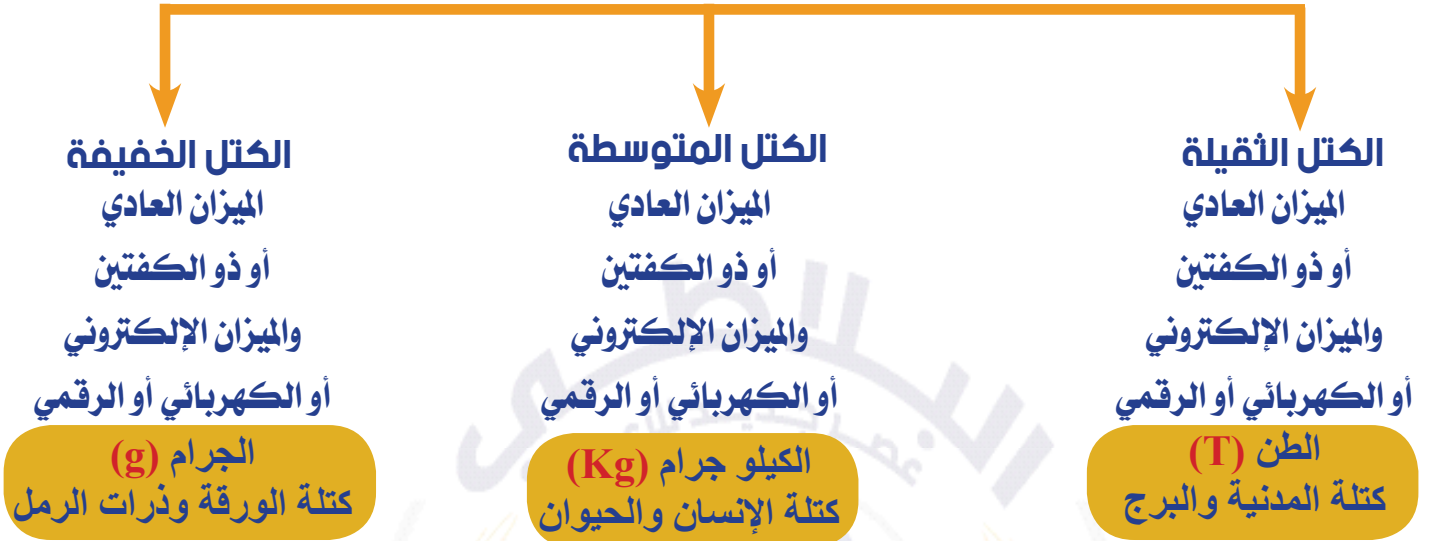 الكتل الثقيلة
الميزان العادي
أو ذو الكفتين
والميزان الإلكتروني
أو الكهربائي أو الرقمي
الطن (T)
كتلة المدنية والبرج
الكتل المتوسطة
الميزان العادي
أو ذو الكفتين
والميزان الإلكتروني
أو الكهربائي أو الرقمي
الكيلو جرام (Kg)
كتلة الإنسان والحيوان
الكتل الخفيفة
الميزان العادي
أو ذو الكفتين
والميزان الإلكتروني
أو الكهربائي أو الرقمي
الجرام (g)
كتلة الورقة وذرات الرمل